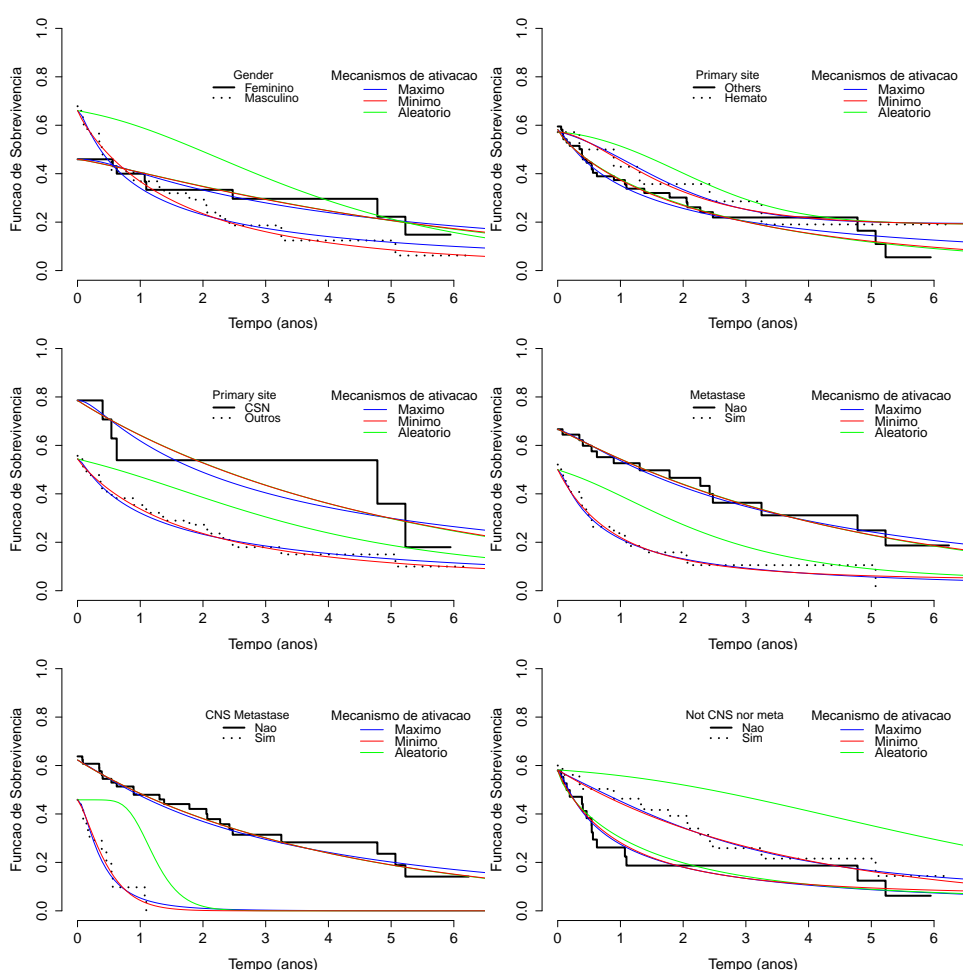 Funcao de Sobrevivencia
0.0 0.2 0.4 0.6 0.8 1.0
Gender
Feminino
Masculino
Mecanismos de ativacao
Maximo
Minimo
Aleatorio
0 1 2 3 4 5 6
Tempo (anos)
Funcao de Sobrevivencia
0.0 0.2 0.4 0.6 0.8 1.0
Primary site
Others
Hemato
Mecanismos de ativacao
Maximo
Minimo
Aleatorio
0 1 2 3 4 5 6
Tempo (anos)
Funcao de Sobrevivencia
0.0 0.2 0.4 0.6 0.8 1.0
Primary site
CSN
Outros
Mecanismos de ativacao
Maximo
Minimo
Aleatorio
0 1 2 3 4 5 6
Tempo (anos)
Funcao de Sobrevivencia
0.0 0.2 0.4 0.6 0.8 1.0
Metastase
Nao
Sim
Mecanismos de ativacao
Maximo
Minimo
Aleatorio
0 1 2 3 4 5 6
Tempo (anos)
Funcao de Sobrevivencia
0.0 0.2 0.4 0.6 0.8 1.0
CNS Metastase
Nao
Sim
Mecanismo de ativacao
Maximo
Minimo
Aleatorio
0 1 2 3 4 5 6
Tempo (anos)
Funcao de Sobrevivencia
0.0 0.2 0.4 0.6 0.8 1.0
Not CNS nor meta
Nao
Sim
Mecanismo de ativacao
Maximo
Minimo
Aleatorio
0 1 2 3 4 5 6
Tempo (anos)